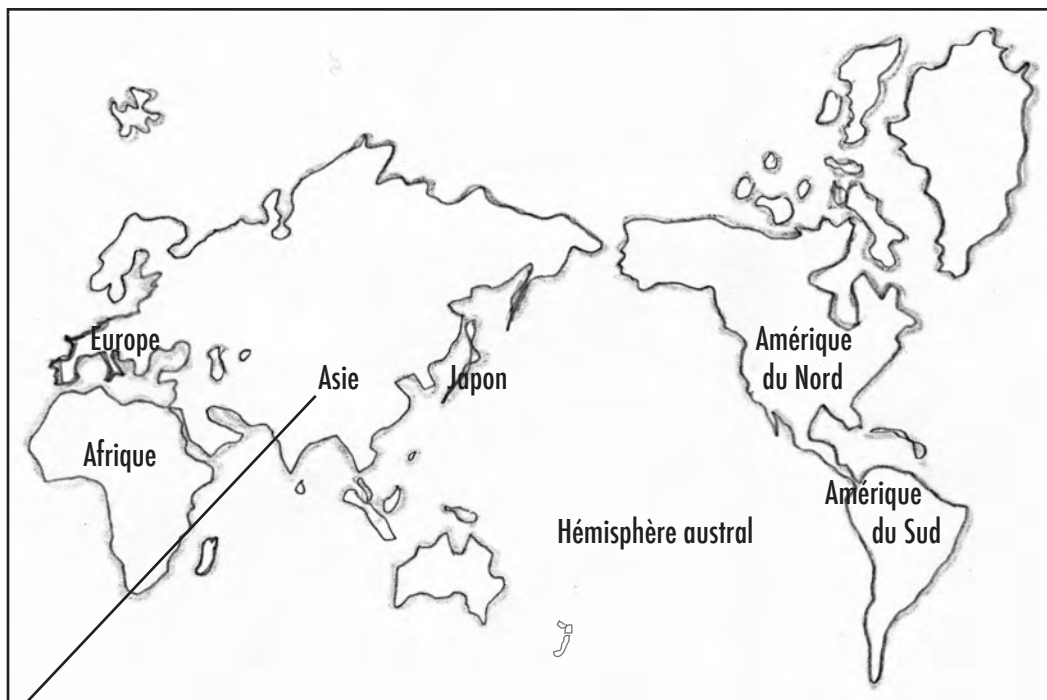 Europe
Asie
Japon
Amérique
du Nord
Afrique
Amérique
du Sud
Hémisphère austral